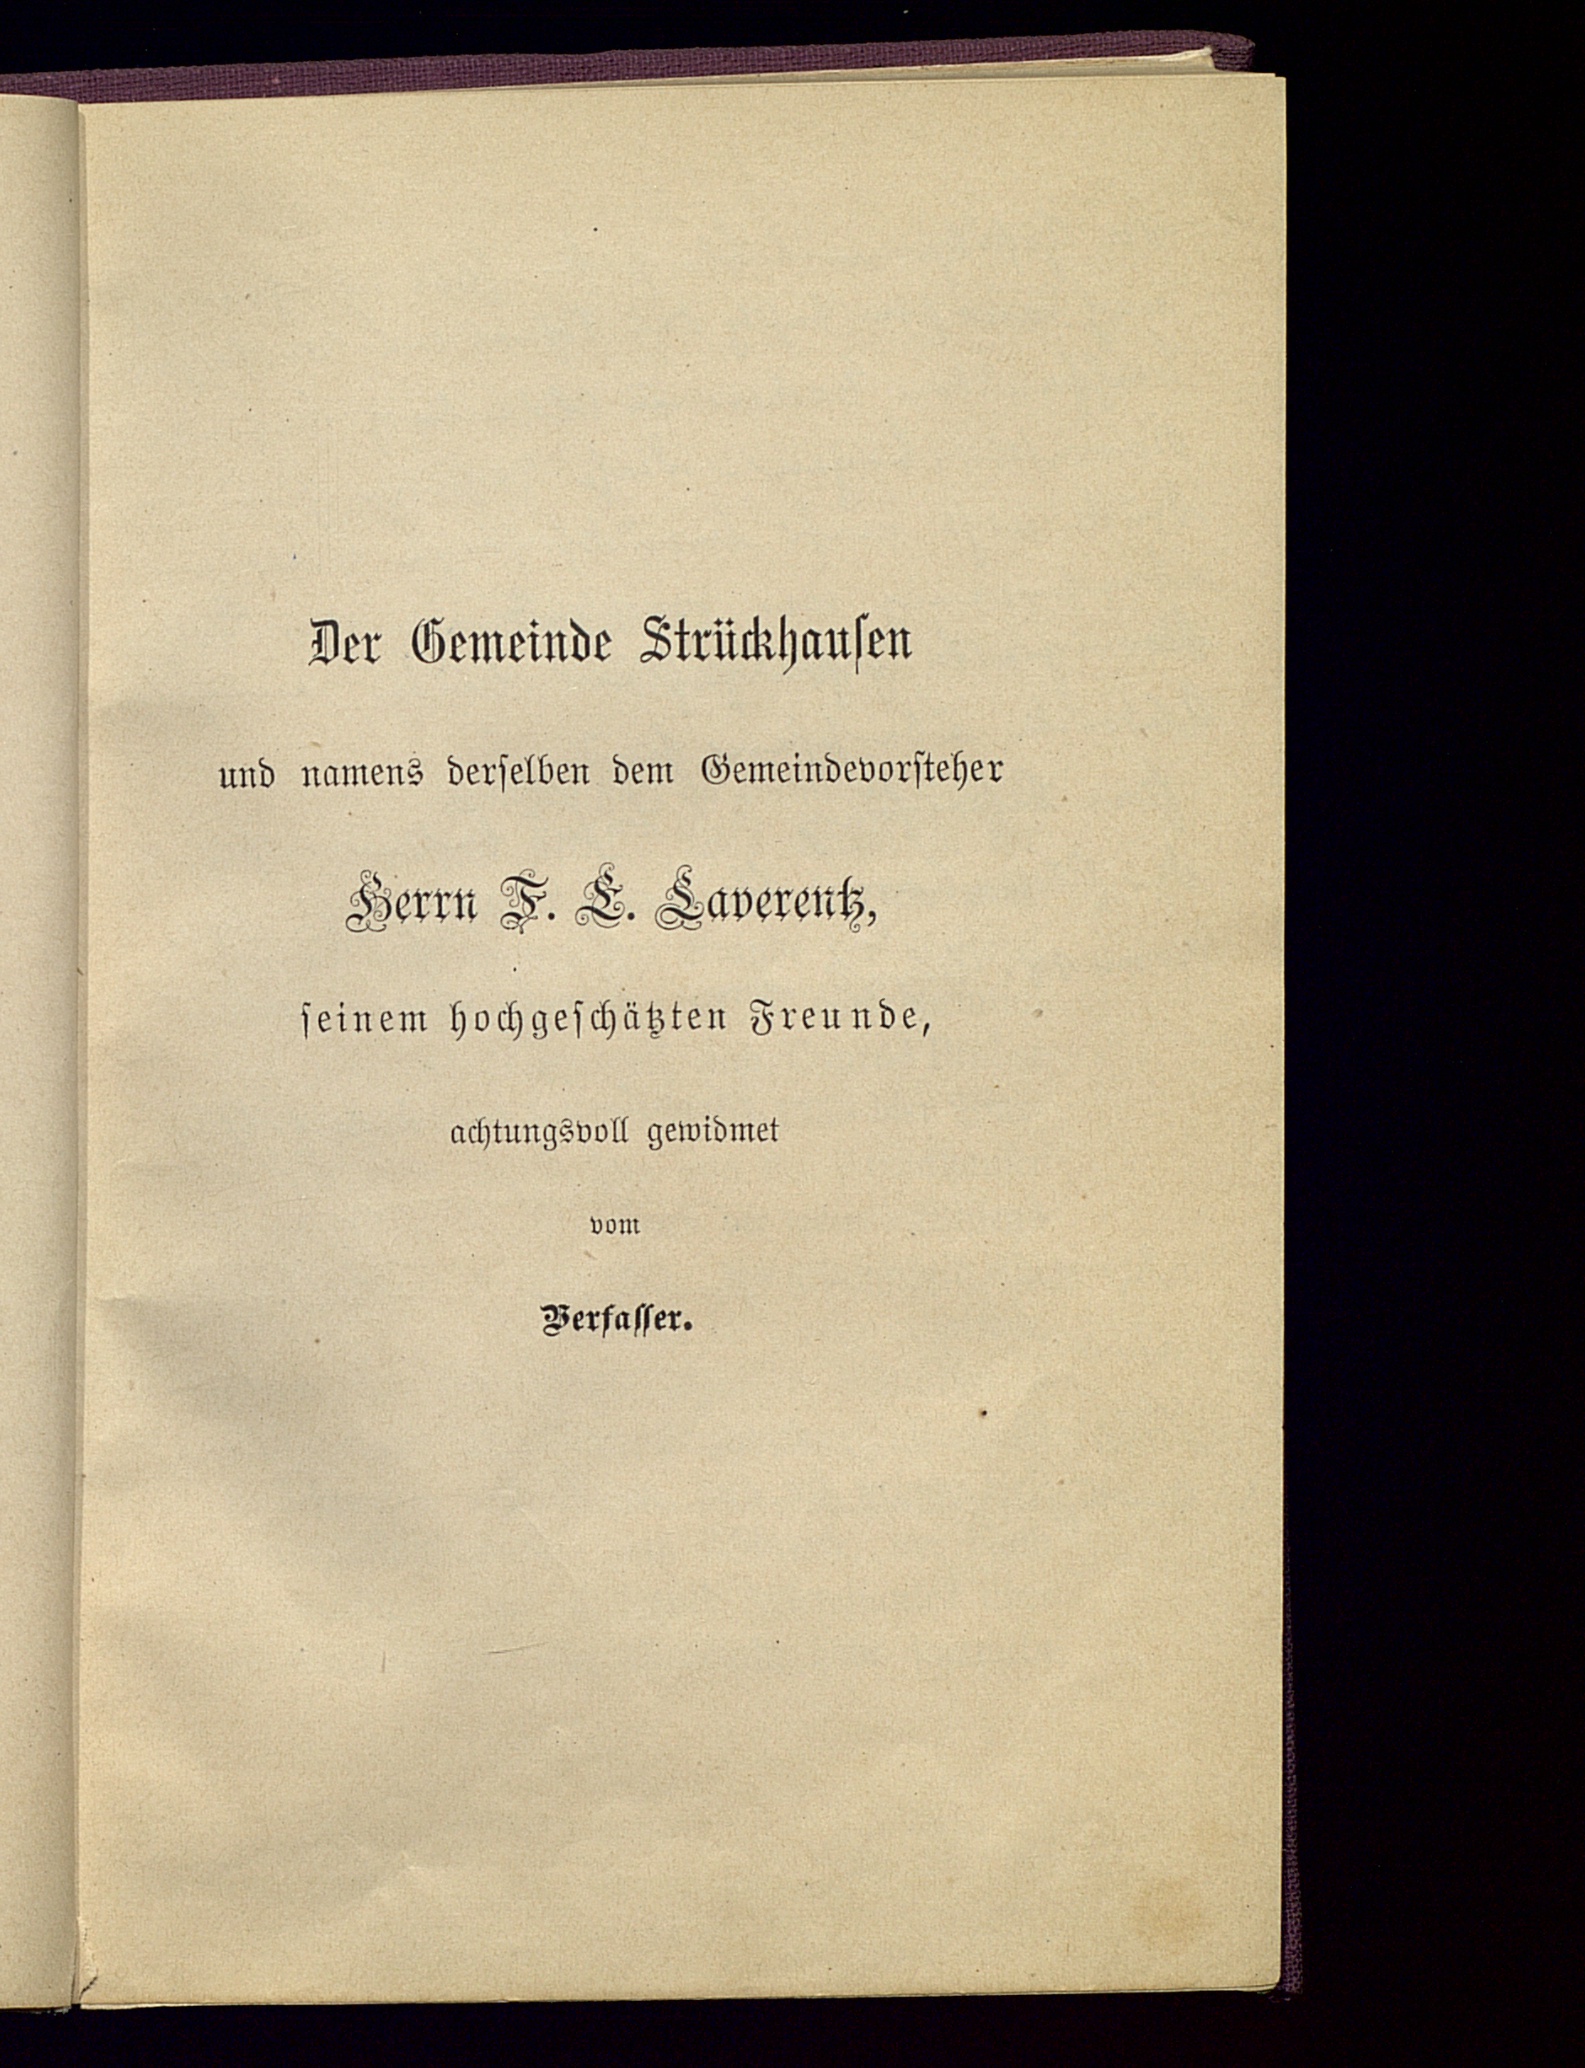 Der Gemeinde Strückhausen
und namens derselben dem Gemeindevorsteher
Herrn F. L. Laverentz,
seinem hochgeschätzten Freunde,
achtungsvoll gewidmet
vom
Verfasser.